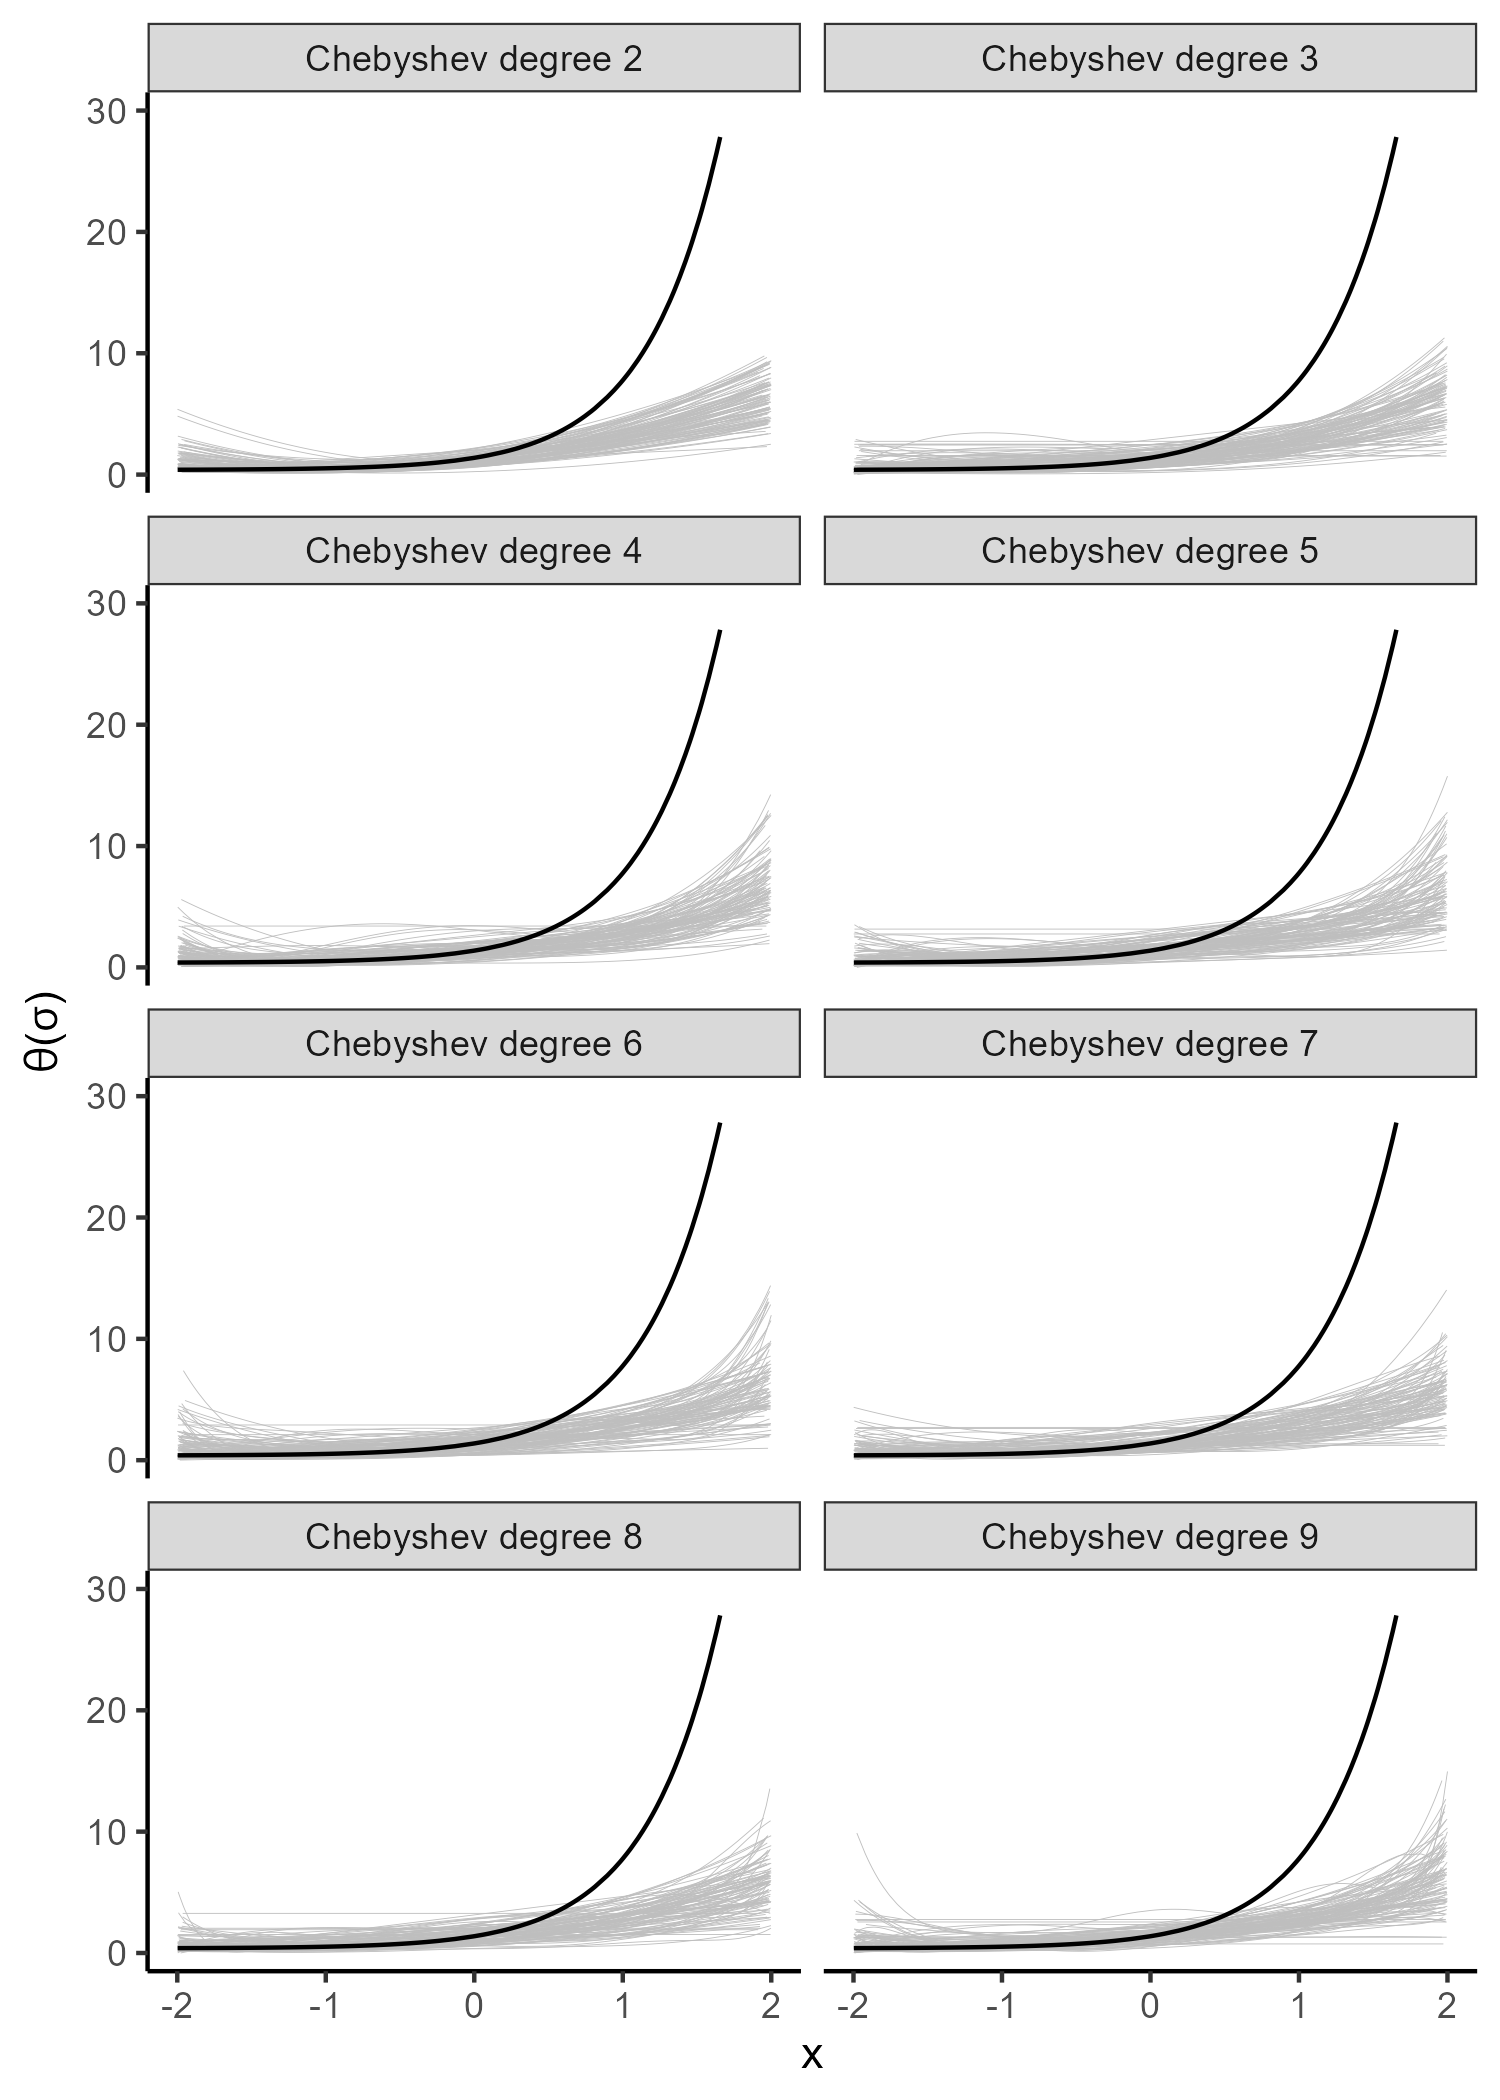 Chebyshev degree 2
Chebyshev degree 3
30
20
10
0
Chebyshev degree 4
Chebyshev degree 5
30
20
10
0
θ(σ)
Chebyshev degree 6
Chebyshev degree 7
30
20
10
0
Chebyshev degree 8
Chebyshev degree 9
30
20
10
0
-2 -1 0 1 2
-2 -1 0 1 2
x